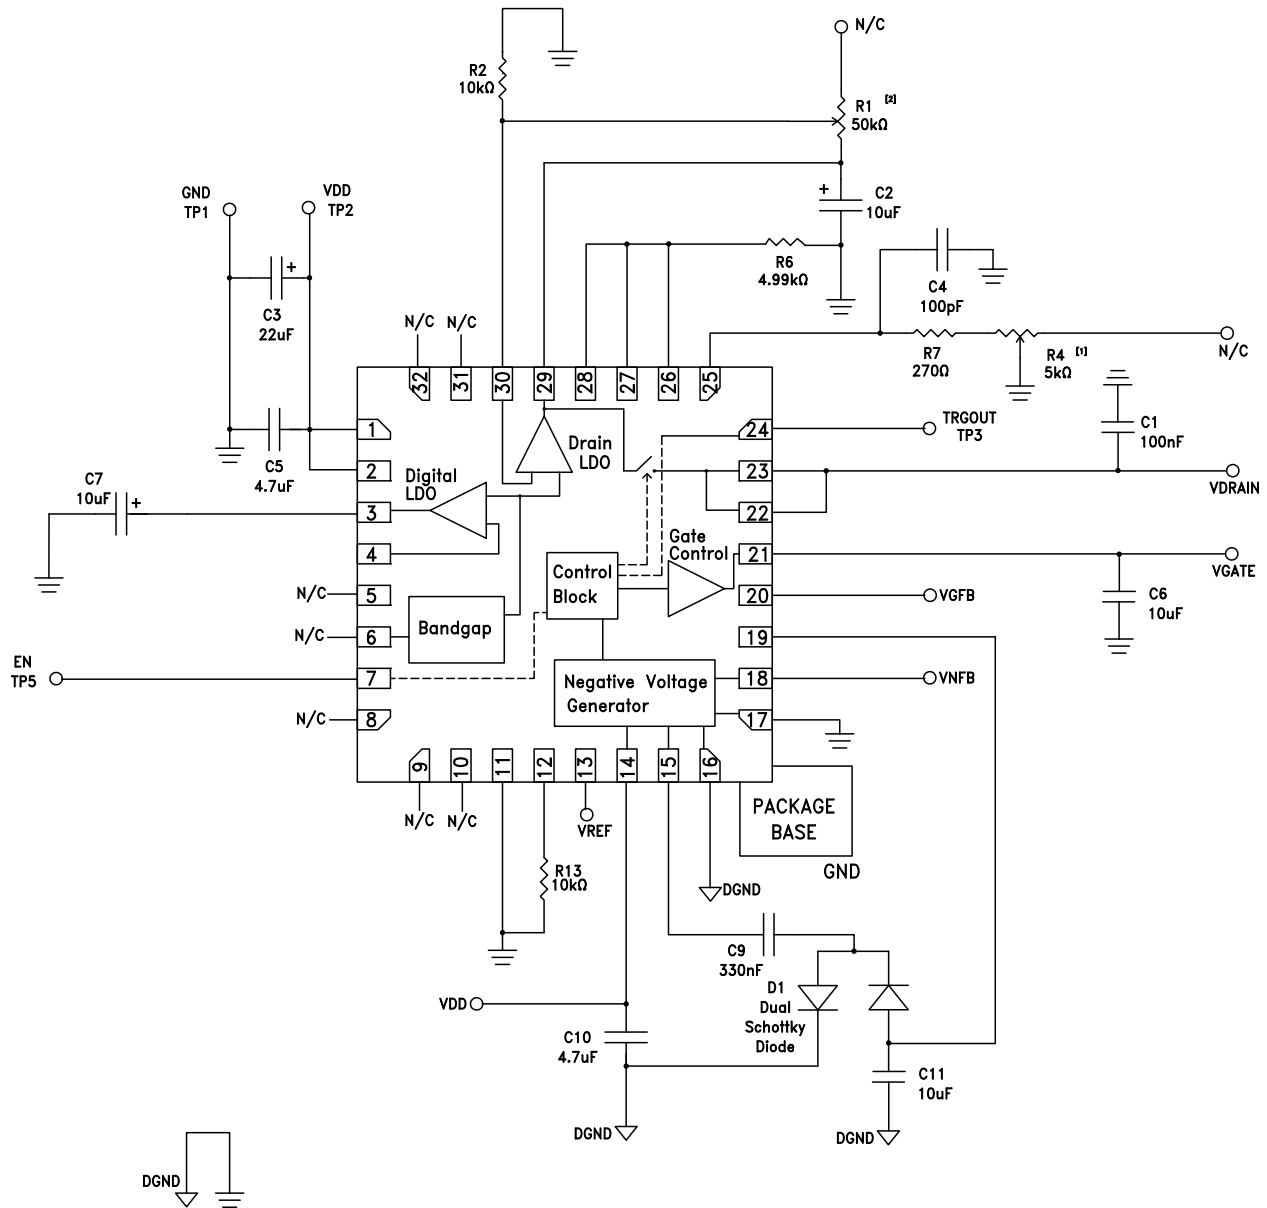 N/C
R2
10kΩ
R1 [2]
50kΩ
GND
TP1
VDD
TP2
+
C2
10uF
+
C3
22uF
R6
4.99kΩ
C4
100pF
N/C
N/C
R7
270Ω
R4 [1]
5kΩ
N/C
32
31
30
29
28
27
26
25
1
2
3
4
5
6
7
8
C5
4.7uF
C7
10uF
+
Digital
LDO
Drain
LDO
24
23
22
21
20
19
18
17
TRGOUT
TP3
C1
100nF
VDRAIN
Gate
Control
VGATE
C6
10uF
Control
Block
VGFB
N/C
N/C
Bandgap
EN
TP5
Negative Voltage
Generator
VNFB
N/C
9
10
11
12
13
14
15
16
N/C
N/C
VREF
PACKAGE
BASE
GND
R13
10kΩ
DGND
C9
330nF
D1
Dual
Schottky
Diode
VDD
C10
4.7uF
C11
10uF
DGND
DGND
DGND